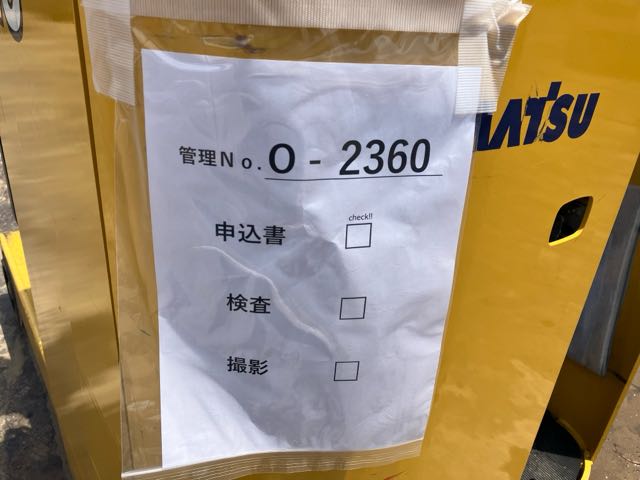 管理No. O - 2360
check!!
申込書 □
検査 □
撮影 □
MATSU